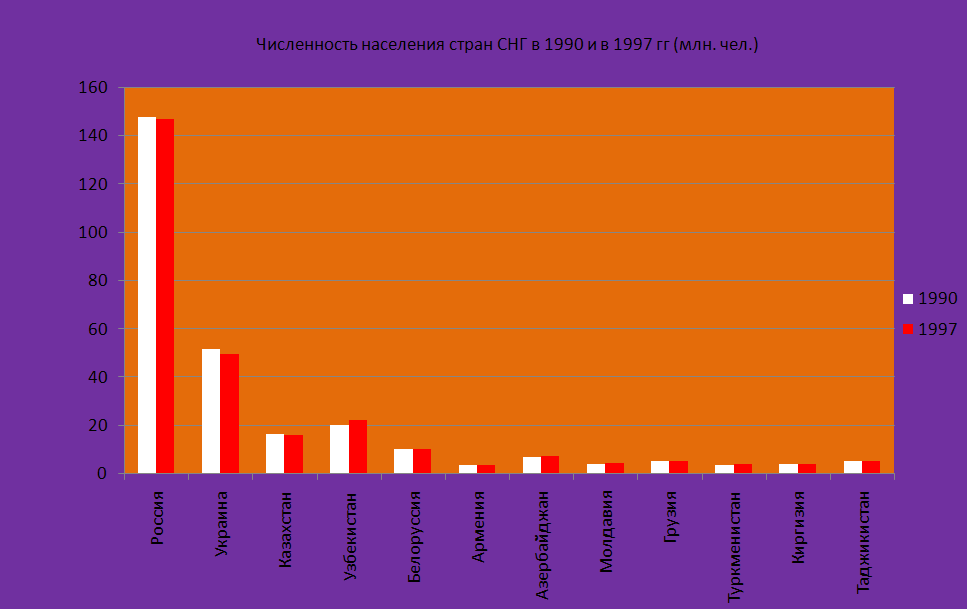 Численность населения стран СНГ в 1990 и в 1997 гг (млн. чел.)
160
140
120
100
80
60
40
20
0
1990
1997
Россия
Украина
Казахстан
Узбекистан
Белоруссия
Армения
Азербайджан
Молдавия
Грузия
Туркменистан
Киргизия
Таджикистан